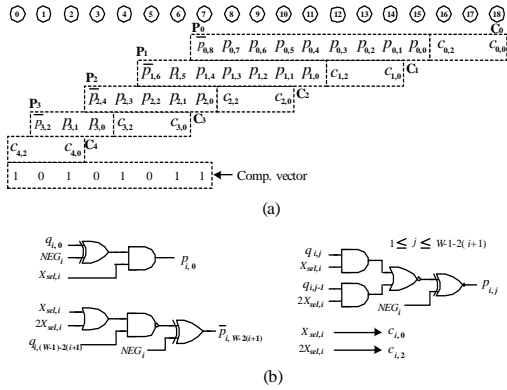 0 1 2 3 4 5 6 7 8 9 10 11 12 13 14 15 16 17 18
P0 C0
p̅0,8 p0,7 p0,6 p0,5 p0,4 p0,3 p0,2 p0,1 p0,0 c0,2 c0,0
P1
p̅1,6 p1,5 p1,4 p1,3 p1,2 p1,1 p1,0 c1,2 c1,0 C1
P2
p̅2,4 p2,3 p2,2 p2,1 p2,0 c2,2 c2,0 C2
P3
p̅3,2 p3,1 p3,0 c3,2 c3,0 C3
c4,2 c4,0 C4
1 0 1 0 1 0 1 1 Comp. vector
(a)
qi,0
NEGi
Xsel,i
pi,0
Xsel,i
2Xsel,i
qi,(W-1)-2(i+1)
NEGi
p̅i, W-2(i+1)
1 ≤ j ≤ W-1-2(i+1)
qi,j
Xsel,i
qi,j-1
2Xsel,i
NEGi
pi,j
Xsel,i ci,0
2Xsel,i ci,2
(b)